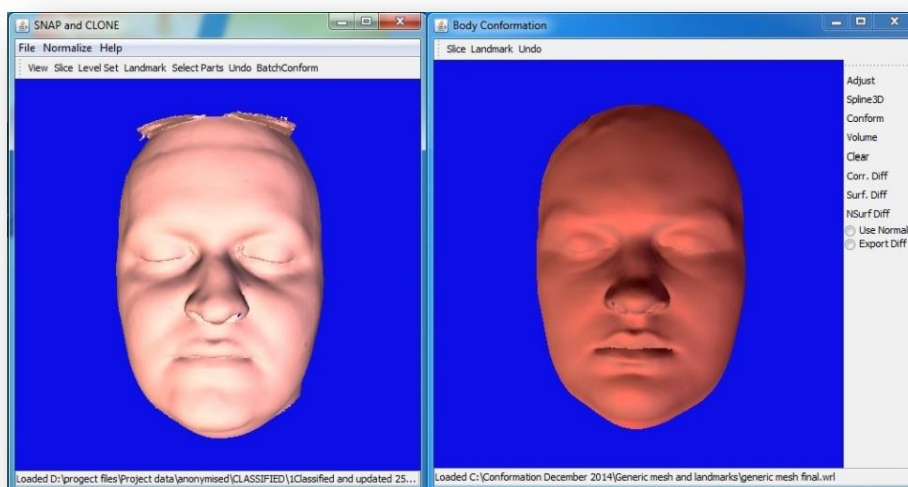 SNAP and CLONE
File Normalize Help
View Slice Level Set Landmark Select Parts Undo BatchConform
Loaded D:\progect files\Project data\anonymised\CLASSIFIED\1Classified and updated 25...
Body Conformation
Slice Landmark Undo
Adjust
Spline3D
Conform
Volume
Clear
Corr. Diff
Surf. Diff
NSurf Diff
Use Normal
Export Diff
Loaded C:\Conformation December 2014\Generic mesh and landmarks\generic mesh final.wrl